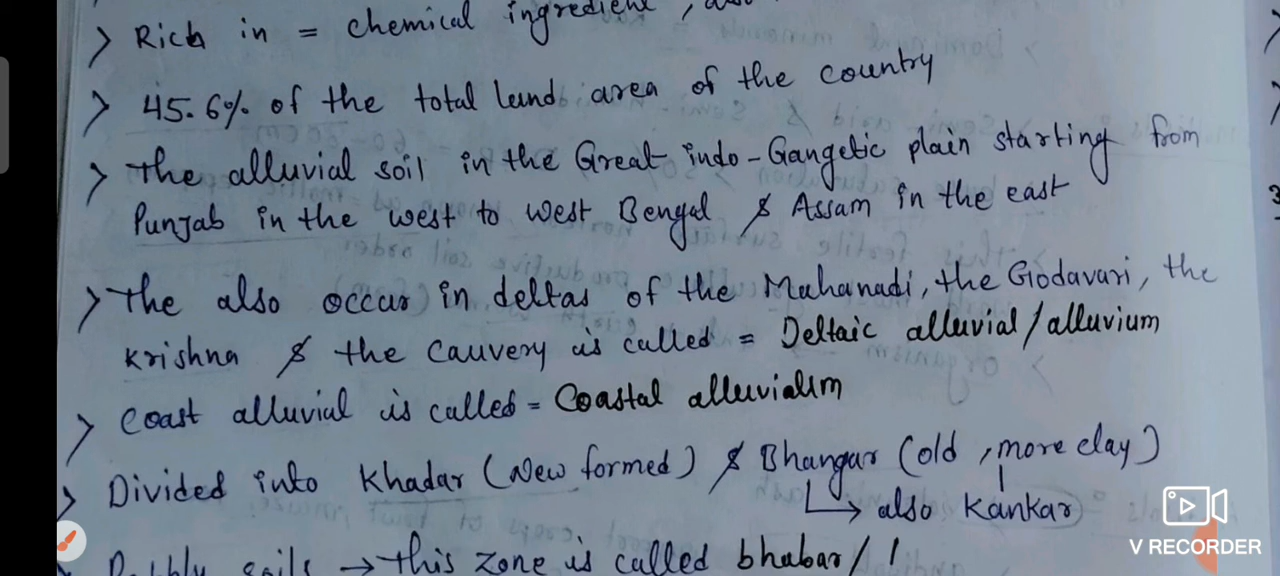 > Rich in = chemical ingredient,
> 45.6% of the total land area of the country
> the alluvial soil in the Great indo-Gangetic plain starting from
Punjab in the west to west Bengal & Assam in the east
> the also occur in deltas of the Mahanadi, the Godavari, the
Krishna & the cauvery is called = Deltaic alluvial/alluvium
> Coast alluvial is called = Coastal alluvialim
> Divided into Khadar (New formed) & Bhangar (old, more clay)
↳ also Kankar
soils → this zone is called bhabar/
V RECORDER